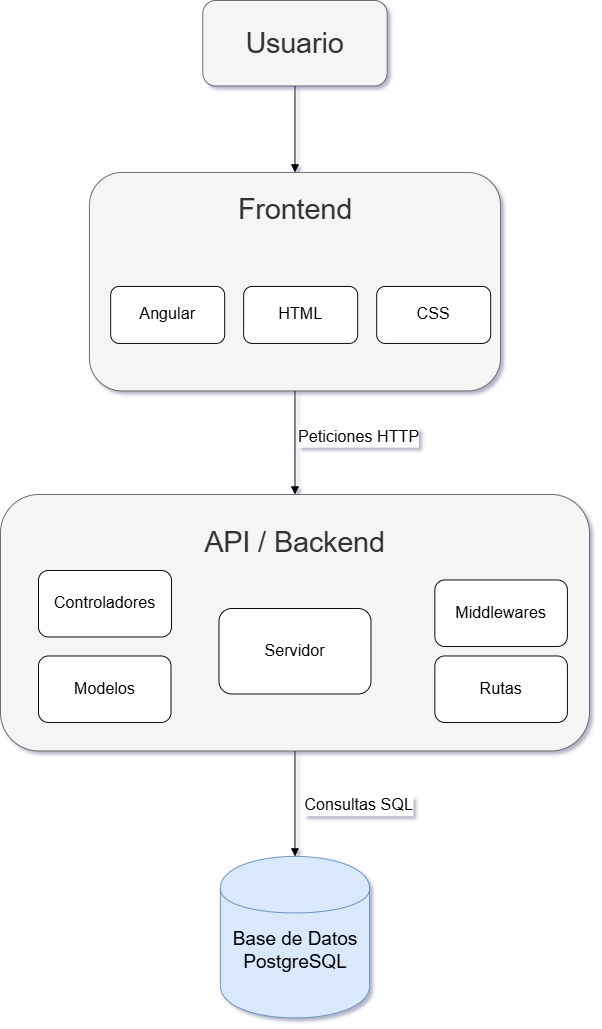 Usuario
Frontend
Angular
HTML
CSS
Peticiones HTTP
API / Backend
Controladores
Servidor
Middlewares
Modelos
Rutas
Consultas SQL
Base de Datos
PostgreSQL